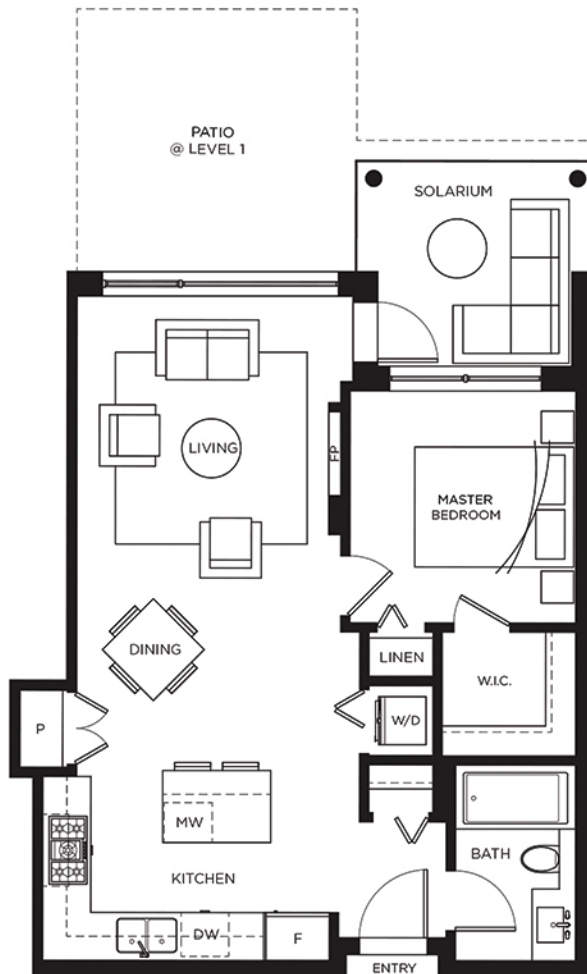 PATIO
@ LEVEL 1
SOLARIUM
LIVING
FP
MASTER
BEDROOM
DINING
LINEN
W.I.C.
P
W/D
MW
BATH
KITCHEN
DW
F
ENTRY